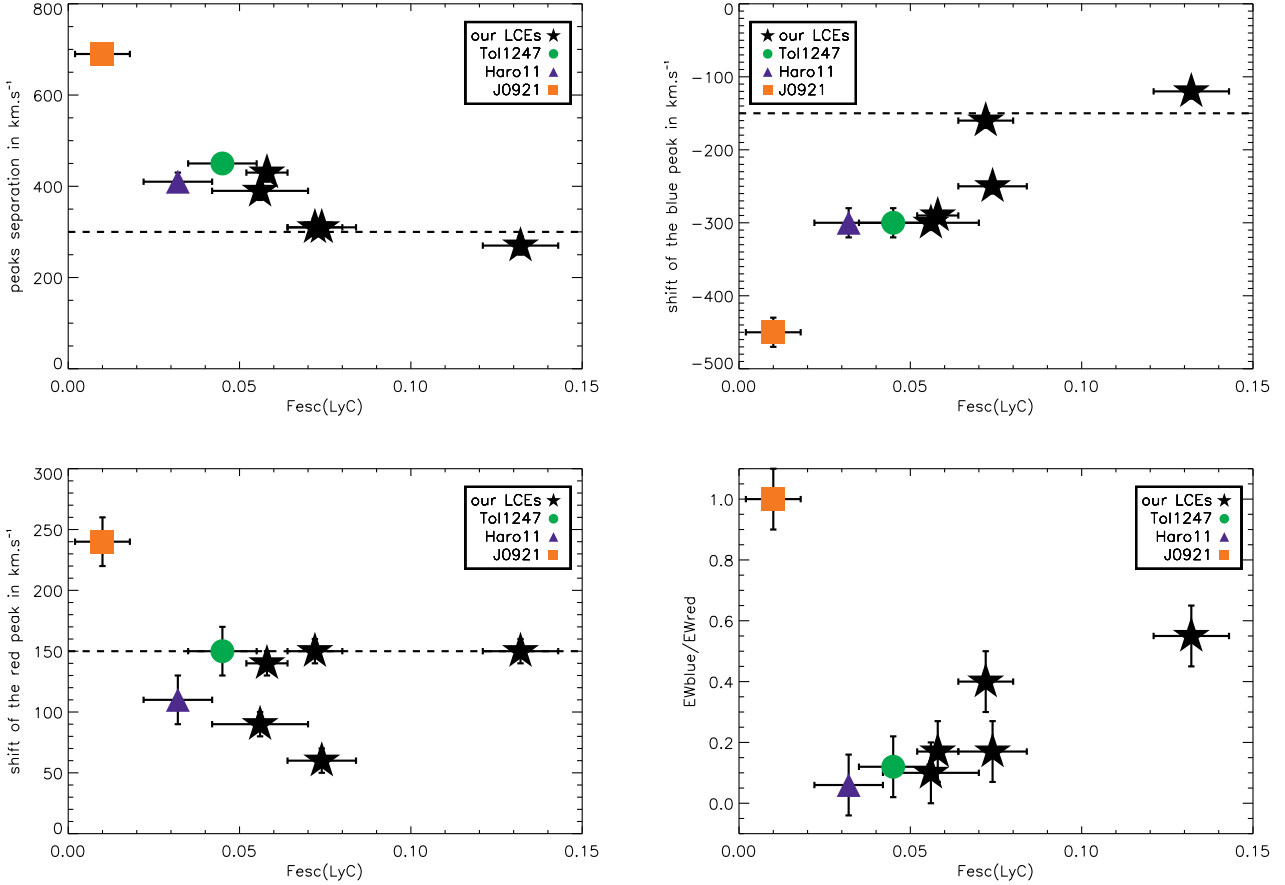 800
600
400
200
0
peaks separation in km.s⁻¹
0.00 0.05 0.10 0.15
Fesc(LyC)
our LCEs
Tol1247
Haro11
J0921
0
−100
−200
−300
−400
−500
shift of the blue peak in km.s⁻¹
0.00 0.05 0.10 0.15
Fesc(LyC)
our LCEs
Tol1247
Haro11
J0921
300
250
200
150
100
50
0
shift of the red peak in km.s⁻¹
0.00 0.05 0.10 0.15
Fesc(LyC)
our LCEs
Tol1247
Haro11
J0921
1.0
0.8
0.6
0.4
0.2
0.0
EWblue/EWred
0.00 0.05 0.10 0.15
Fesc(LyC)
our LCEs
Tol1247
Haro11
J0921